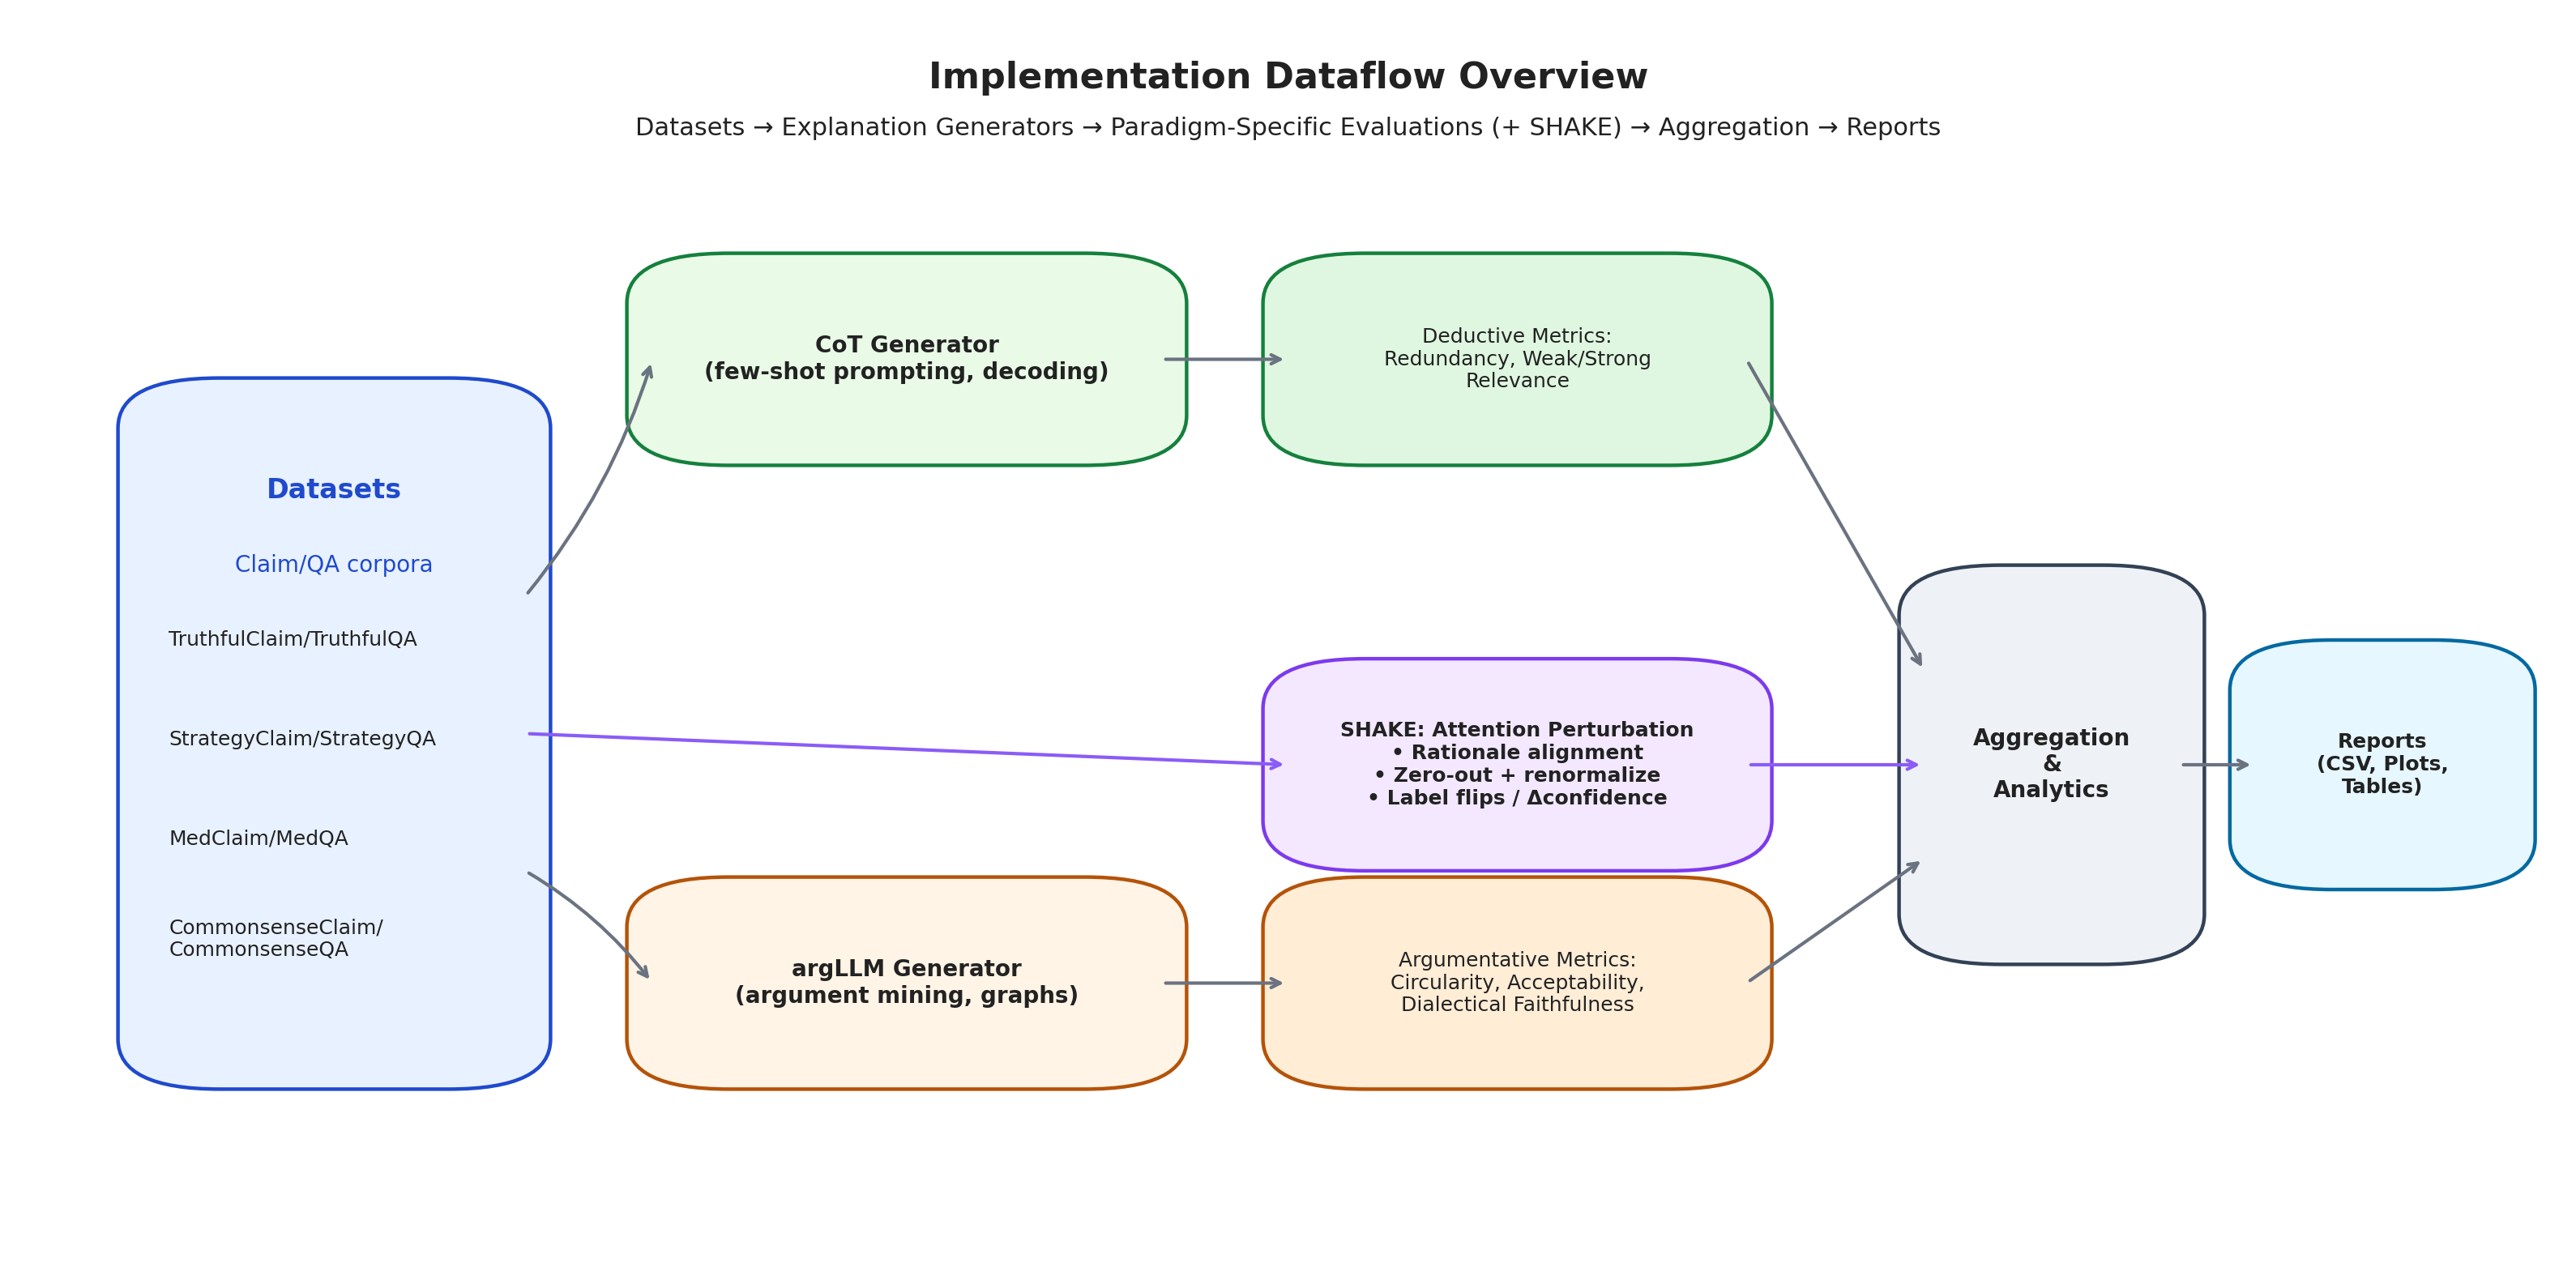 Implementation Dataflow Overview
Datasets → Explanation Generators → Paradigm-Specific Evaluations (+ SHAKE) → Aggregation → Reports
Datasets
Claim/QA corpora
TruthfulClaim/TruthfulQA
StrategyClaim/StrategyQA
MedClaim/MedQA
CommonsenseClaim/
CommonsenseQA
CoT Generator
(few-shot prompting, decoding)
Deductive Metrics:
Redundancy, Weak/Strong
Relevance
SHAKE: Attention Perturbation
• Rationale alignment
• Zero-out + renormalize
• Label flips / Δconfidence
argLLM Generator
(argument mining, graphs)
Argumentative Metrics:
Circularity, Acceptability,
Dialectical Faithfulness
Aggregation
&
Analytics
Reports
(CSV, Plots,
Tables)